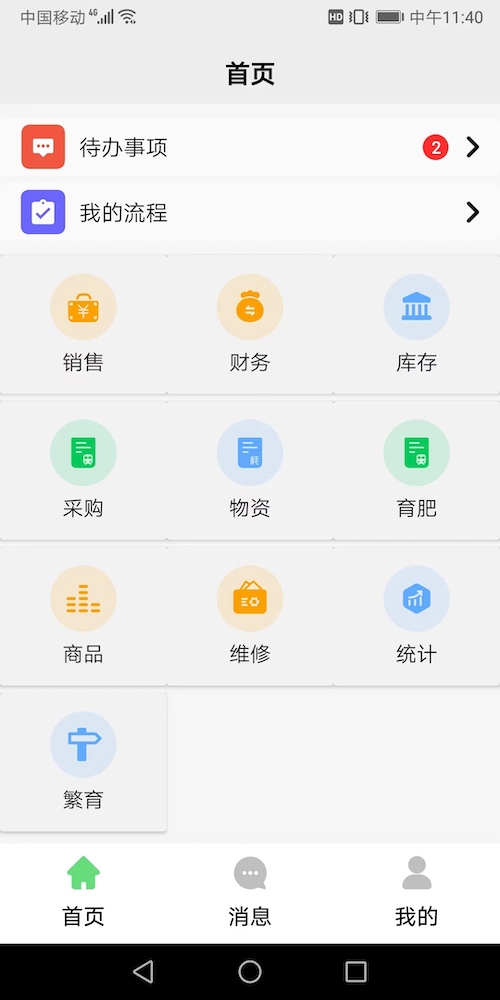 中国移动 4G HD 中午11:40
首页
待办事项 2
我的流程
销售 财务 库存
耗
采购 物资 育肥
商品 维修 统计
繁育
首页 消息 我的